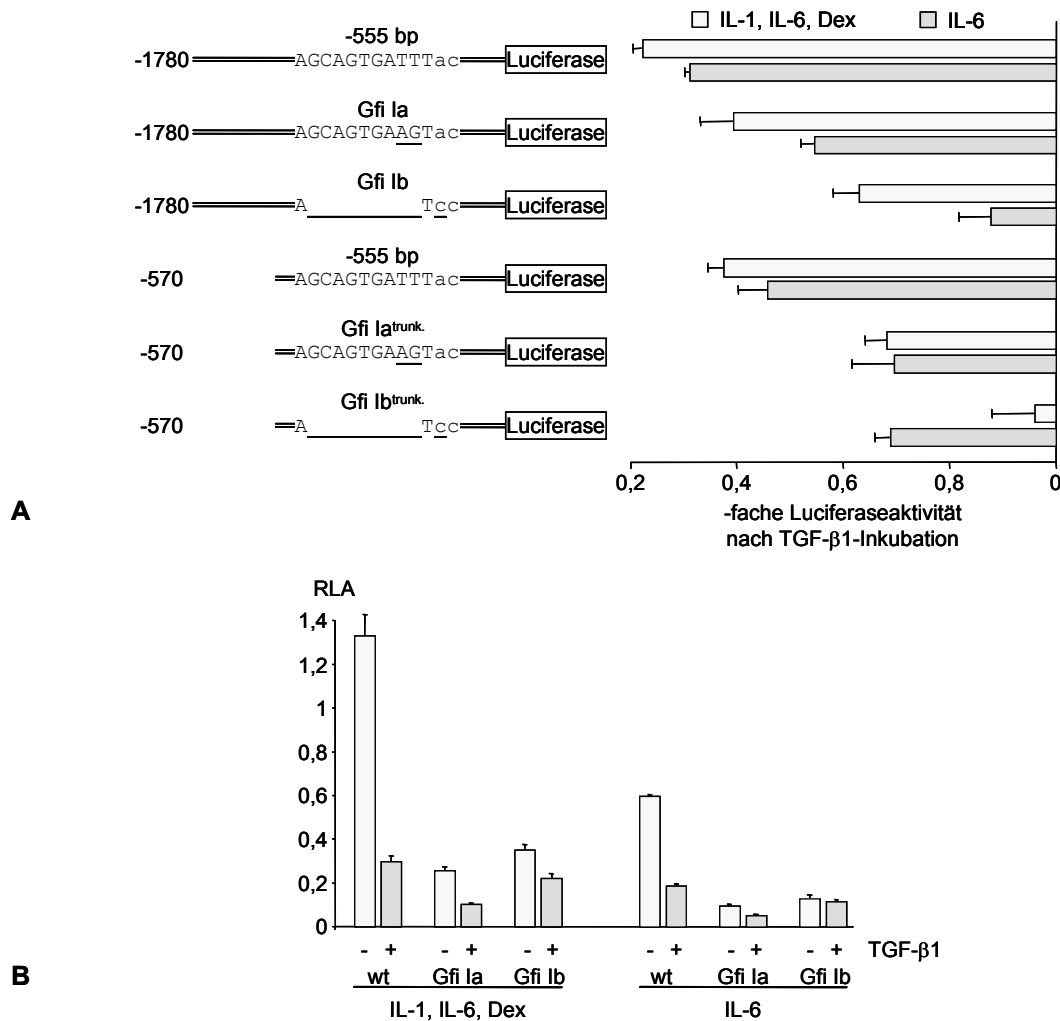 IL-1, IL-6, Dex IL-6
-555 bp
-1780 AGCAGTGATTTac Luciferase
Gfi Ia
-1780 AGCAGTGAAGTac Luciferase
Gfi Ib
-1780 A Tcc Luciferase
-555 bp
-570 AGCAGTGATTTac Luciferase
Gfi Iatrunk.
-570 AGCAGTGAAGTac Luciferase
Gfi Ibtrunk.
-570 A Tcc Luciferase
0,2 0,4 0,6 0,8 0
A
-fache Luciferaseaktivität
nach TGF-β1-Inkubation
RLA
1,4
1,2
1
0,8
0,6
0,4
0,2
0
- + - + - + - + - + - + TGF-β1
B
wt Gfi Ia Gfi Ib wt Gfi Ia Gfi Ib
IL-1, IL-6, Dex IL-6